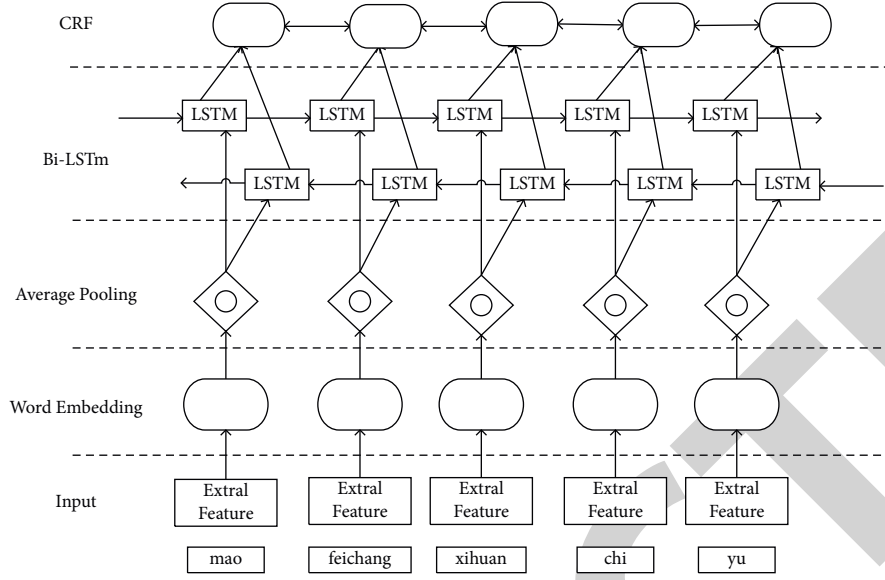 CRF
LSTM LSTM LSTM LSTM LSTM
Bi-LSTm
LSTM LSTM LSTM LSTM LSTM
Average Pooling
Word Embedding
Input
Extral Feature
Extral Feature
Extral Feature
Extral Feature
Extral Feature
mao feichang xihuan chi yu